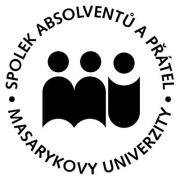 SPOLEK ABSOLVENTŮ A PŘÁTEL
MASARYKOVY UNIVERZITY